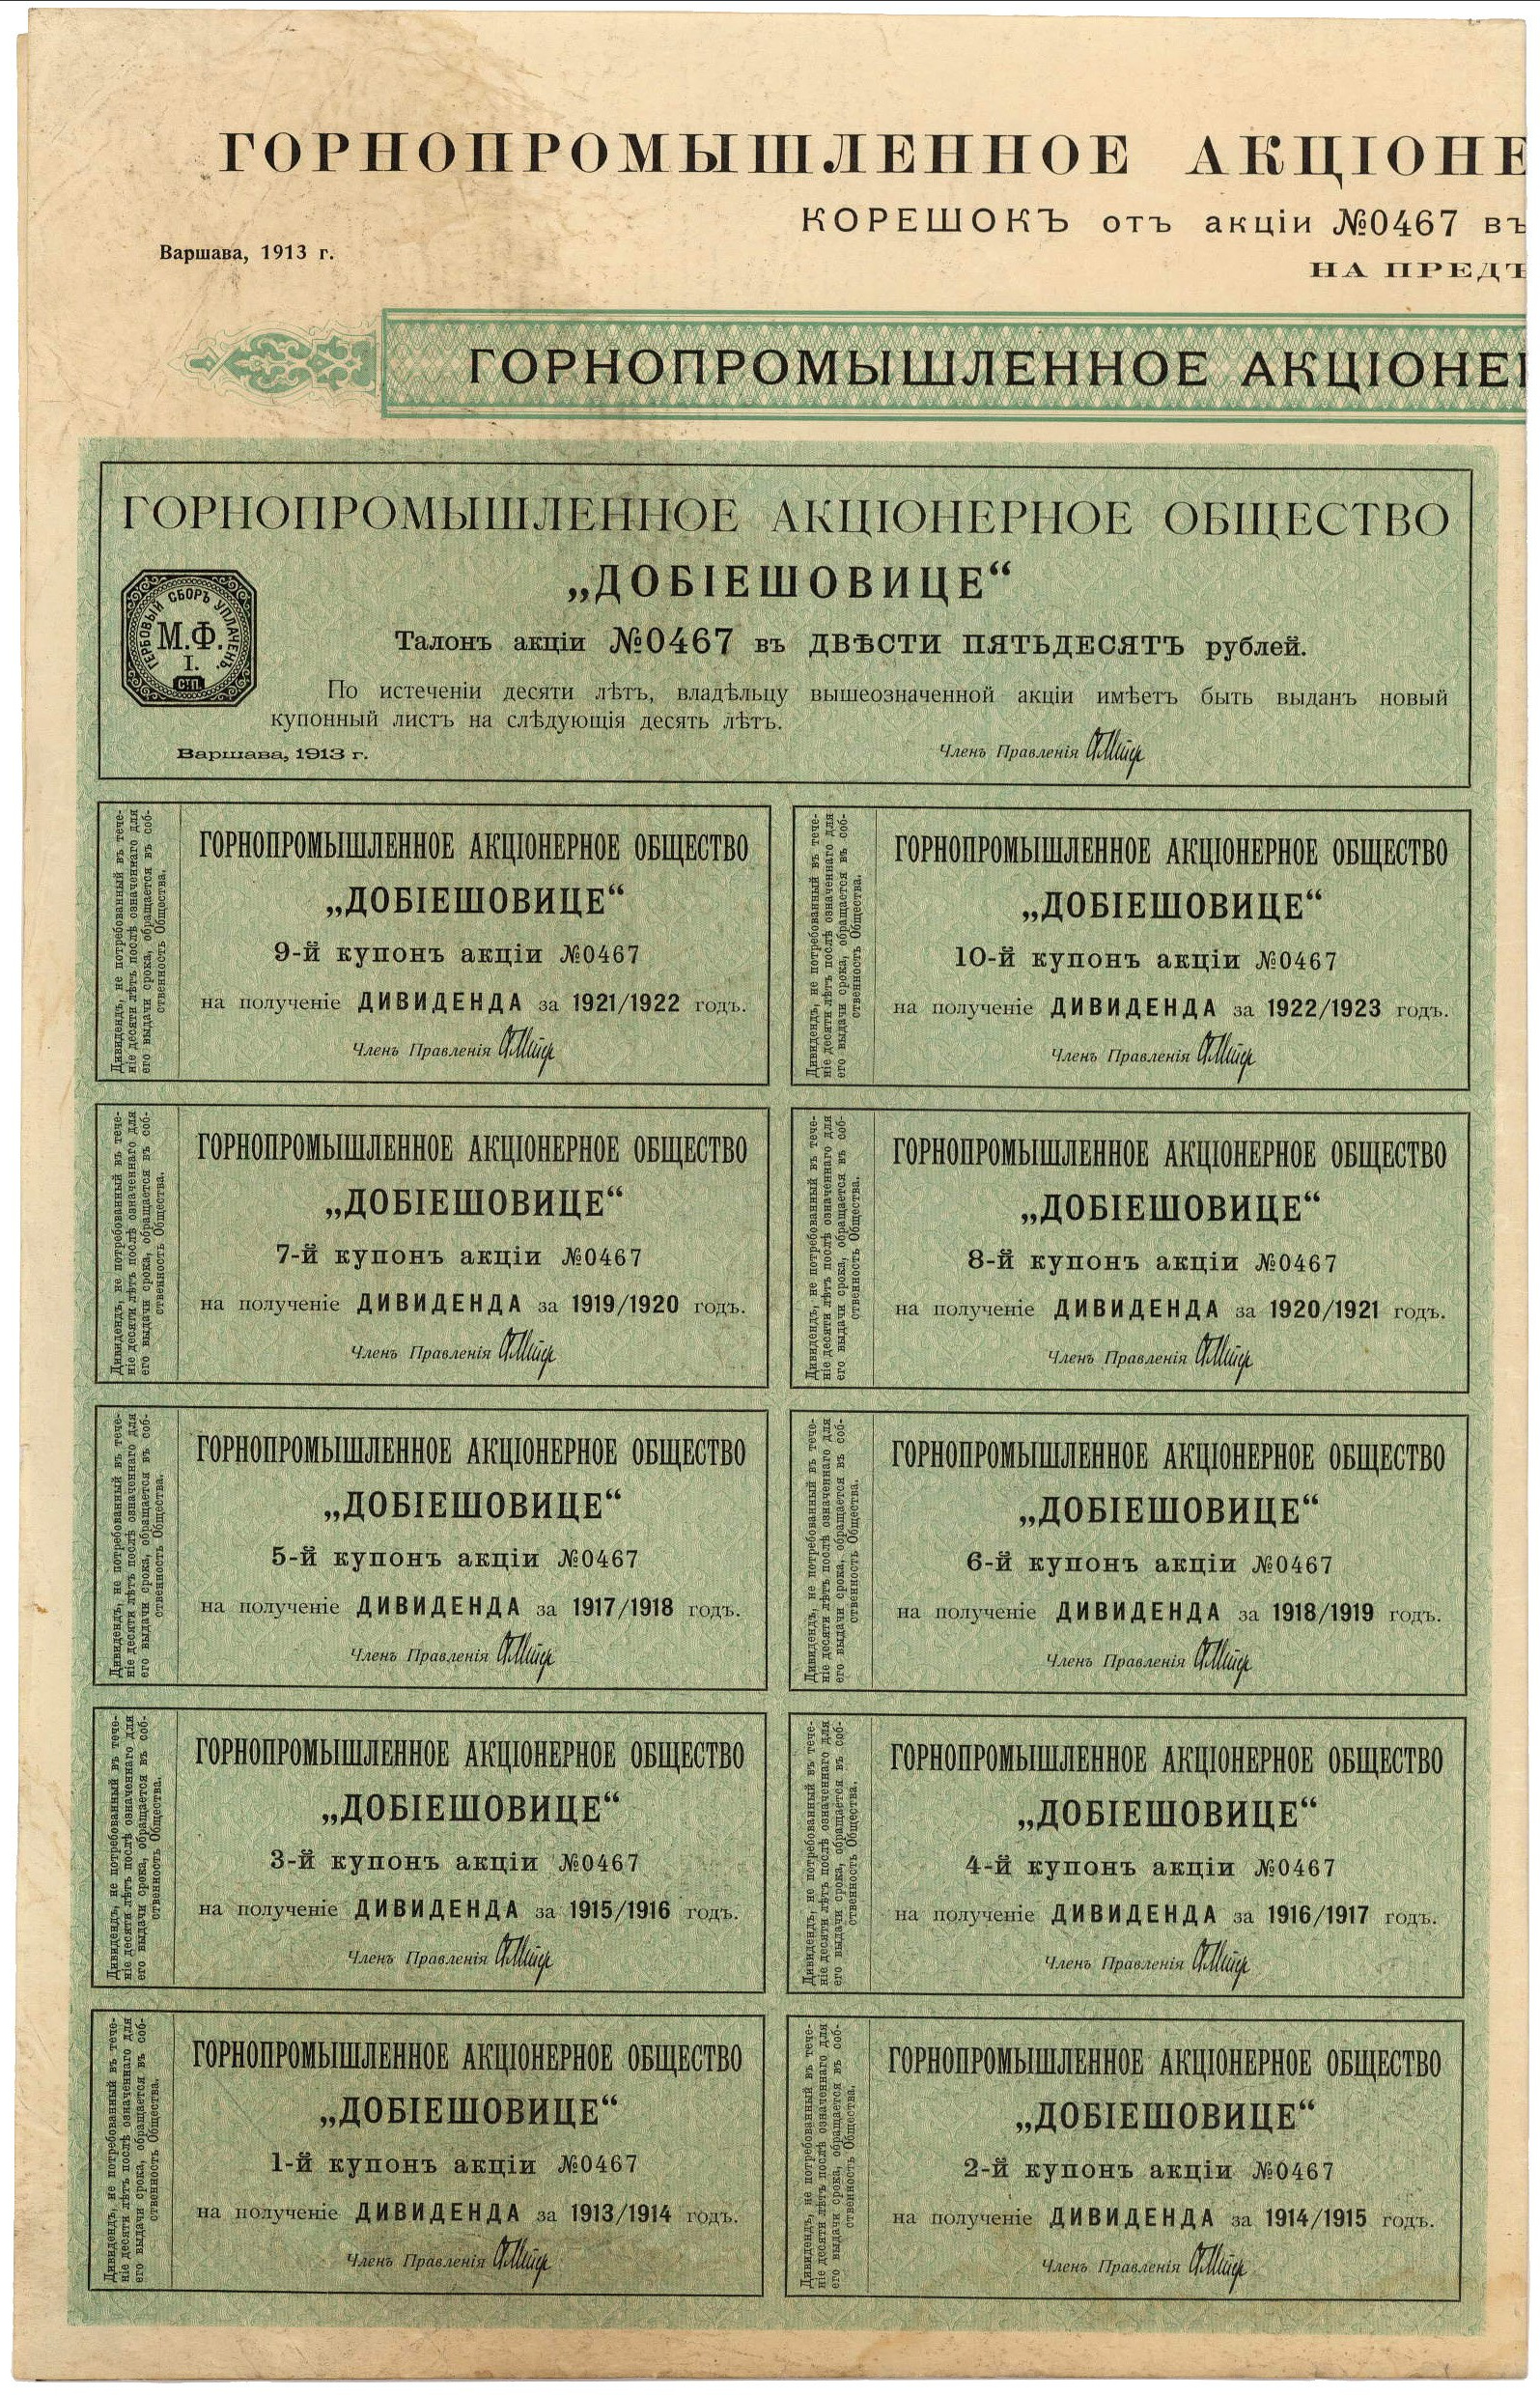 ГОРНОПРОМЫШЛЕННОЕ АКЦІОНЕ
КОРЕШОКЪ отъ акціи №0467 въ
Варшава, 1913 г.
НА ПРЕДЪ
ГОРНОПРОМЫШЛЕННОЕ АКЦІОНЕ
ГОРНОПРОМЫШЛЕННОЕ АКЦІОНЕРНОЕ ОБЩЕСТВО
„ДОБІЕШОВИЦЕ“
ГЕРБОВЫЙ СБОРЪ УПЛАЧЕНЪ
М.Ф.
I.
Талонъ акціи №0467 въ ДВѢСТИ ПЯТЬДЕСЯТЪ рублей.
По истеченіи десяти лѣтъ, владѣльцу вышеозначенной акціи имѣетъ быть выданъ новый
купонный листъ на слѣдующія десять лѣтъ.
Варшава, 1913 г.
Членъ Правленія
Дивидендъ, не потребованный въ тече-
ніе десяти лѣтъ послѣ означеннаго для
его выдачи срока, обращается въ соб-
ственность Общества.
ГОРНОПРОМЫШЛЕННОЕ АКЦІОНЕРНОЕ ОБЩЕСТВО
„ДОБІЕШОВИЦЕ“
9-й купонъ акціи №0467
на полученіе ДИВИДЕНДА за 1921/1922 годъ.
Членъ Правленія
Дивидендъ, не потребованный въ тече-
ніе десяти лѣтъ послѣ означеннаго для
его выдачи срока, обращается въ соб-
ственность Общества.
ГОРНОПРОМЫШЛЕННОЕ АКЦІОНЕРНОЕ ОБЩЕСТВО
„ДОБІЕШОВИЦЕ“
10-й купонъ акціи №0467
на полученіе ДИВИДЕНДА за 1922/1923 годъ.
Членъ Правленія
Дивидендъ, не потребованный въ тече-
ніе десяти лѣтъ послѣ означеннаго для
его выдачи срока, обращается въ соб-
ственность Общества.
ГОРНОПРОМЫШЛЕННОЕ АКЦІОНЕРНОЕ ОБЩЕСТВО
„ДОБІЕШОВИЦЕ“
7-й купонъ акціи №0467
на полученіе ДИВИДЕНДА за 1919/1920 годъ.
Членъ Правленія
Дивидендъ, не потребованный въ тече-
ніе десяти лѣтъ послѣ означеннаго для
его выдачи срока, обращается въ соб-
ственность Общества.
ГОРНОПРОМЫШЛЕННОЕ АКЦІОНЕРНОЕ ОБЩЕСТВО
„ДОБІЕШОВИЦЕ“
8-й купонъ акціи №0467
на полученіе ДИВИДЕНДА за 1920/1921 годъ.
Членъ Правленія
Дивидендъ, не потребованный въ тече-
ніе десяти лѣтъ послѣ означеннаго для
его выдачи срока, обращается въ соб-
ственность Общества.
ГОРНОПРОМЫШЛЕННОЕ АКЦІОНЕРНОЕ ОБЩЕСТВО
„ДОБІЕШОВИЦЕ“
5-й купонъ акціи №0467
на полученіе ДИВИДЕНДА за 1917/1918 годъ.
Членъ Правленія
Дивидендъ, не потребованный въ тече-
ніе десяти лѣтъ послѣ означеннаго для
его выдачи срока, обращается въ соб-
ственность Общества.
ГОРНОПРОМЫШЛЕННОЕ АКЦІОНЕРНОЕ ОБЩЕСТВО
„ДОБІЕШОВИЦЕ“
6-й купонъ акціи №0467
на полученіе ДИВИДЕНДА за 1918/1919 годъ.
Членъ Правленія
Дивидендъ, не потребованный въ тече-
ніе десяти лѣтъ послѣ означеннаго для
его выдачи срока, обращается въ соб-
ственность Общества.
ГОРНОПРОМЫШЛЕННОЕ АКЦІОНЕРНОЕ ОБЩЕСТВО
„ДОБІЕШОВИЦЕ“
3-й купонъ акціи №0467
на полученіе ДИВИДЕНДА за 1915/1916 годъ.
Членъ Правленія
Дивидендъ, не потребованный въ тече-
ніе десяти лѣтъ послѣ означеннаго для
его выдачи срока, обращается въ соб-
ственность Общества.
ГОРНОПРОМЫШЛЕННОЕ АКЦІОНЕРНОЕ ОБЩЕСТВО
„ДОБІЕШОВИЦЕ“
4-й купонъ акціи №0467
на полученіе ДИВИДЕНДА за 1916/1917 годъ.
Членъ Правленія
Дивидендъ, не потребованный въ тече-
ніе десяти лѣтъ послѣ означеннаго для
его выдачи срока, обращается въ соб-
ственность Общества.
ГОРНОПРОМЫШЛЕННОЕ АКЦІОНЕРНОЕ ОБЩЕСТВО
„ДОБІЕШОВИЦЕ“
1-й купонъ акціи №0467
на полученіе ДИВИДЕНДА за 1913/1914 годъ.
Членъ Правленія
Дивидендъ, не потребованный въ тече-
ніе десяти лѣтъ послѣ означеннаго для
его выдачи срока, обращается въ соб-
ственность Общества.
ГОРНОПРОМЫШЛЕННОЕ АКЦІОНЕРНОЕ ОБЩЕСТВО
„ДОБІЕШОВИЦЕ“
2-й купонъ акціи №0467
на полученіе ДИВИДЕНДА за 1914/1915 годъ.
Членъ Правленія